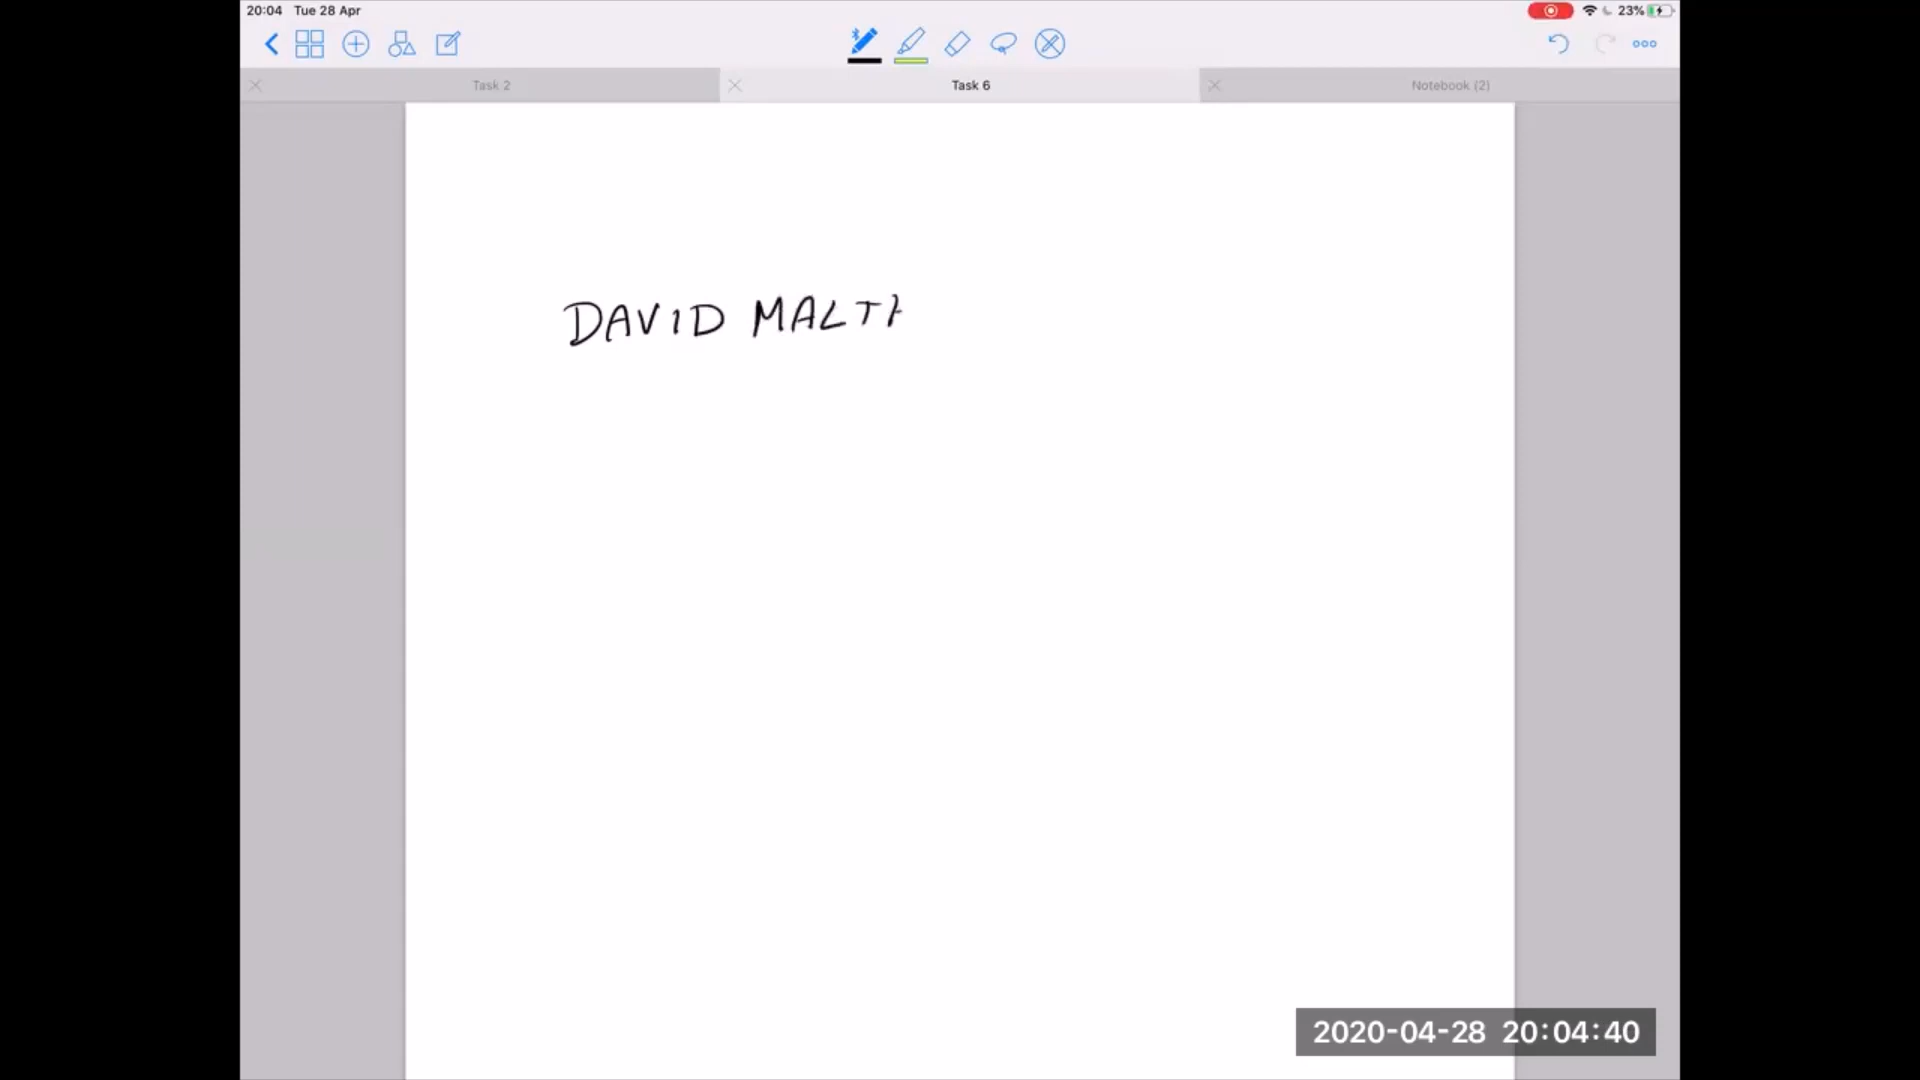 20:04 Tue 28 Apr 23%
Task 2 Task 6 Notebook (2)
DAVID MALT
2020-04-28 20:04:40